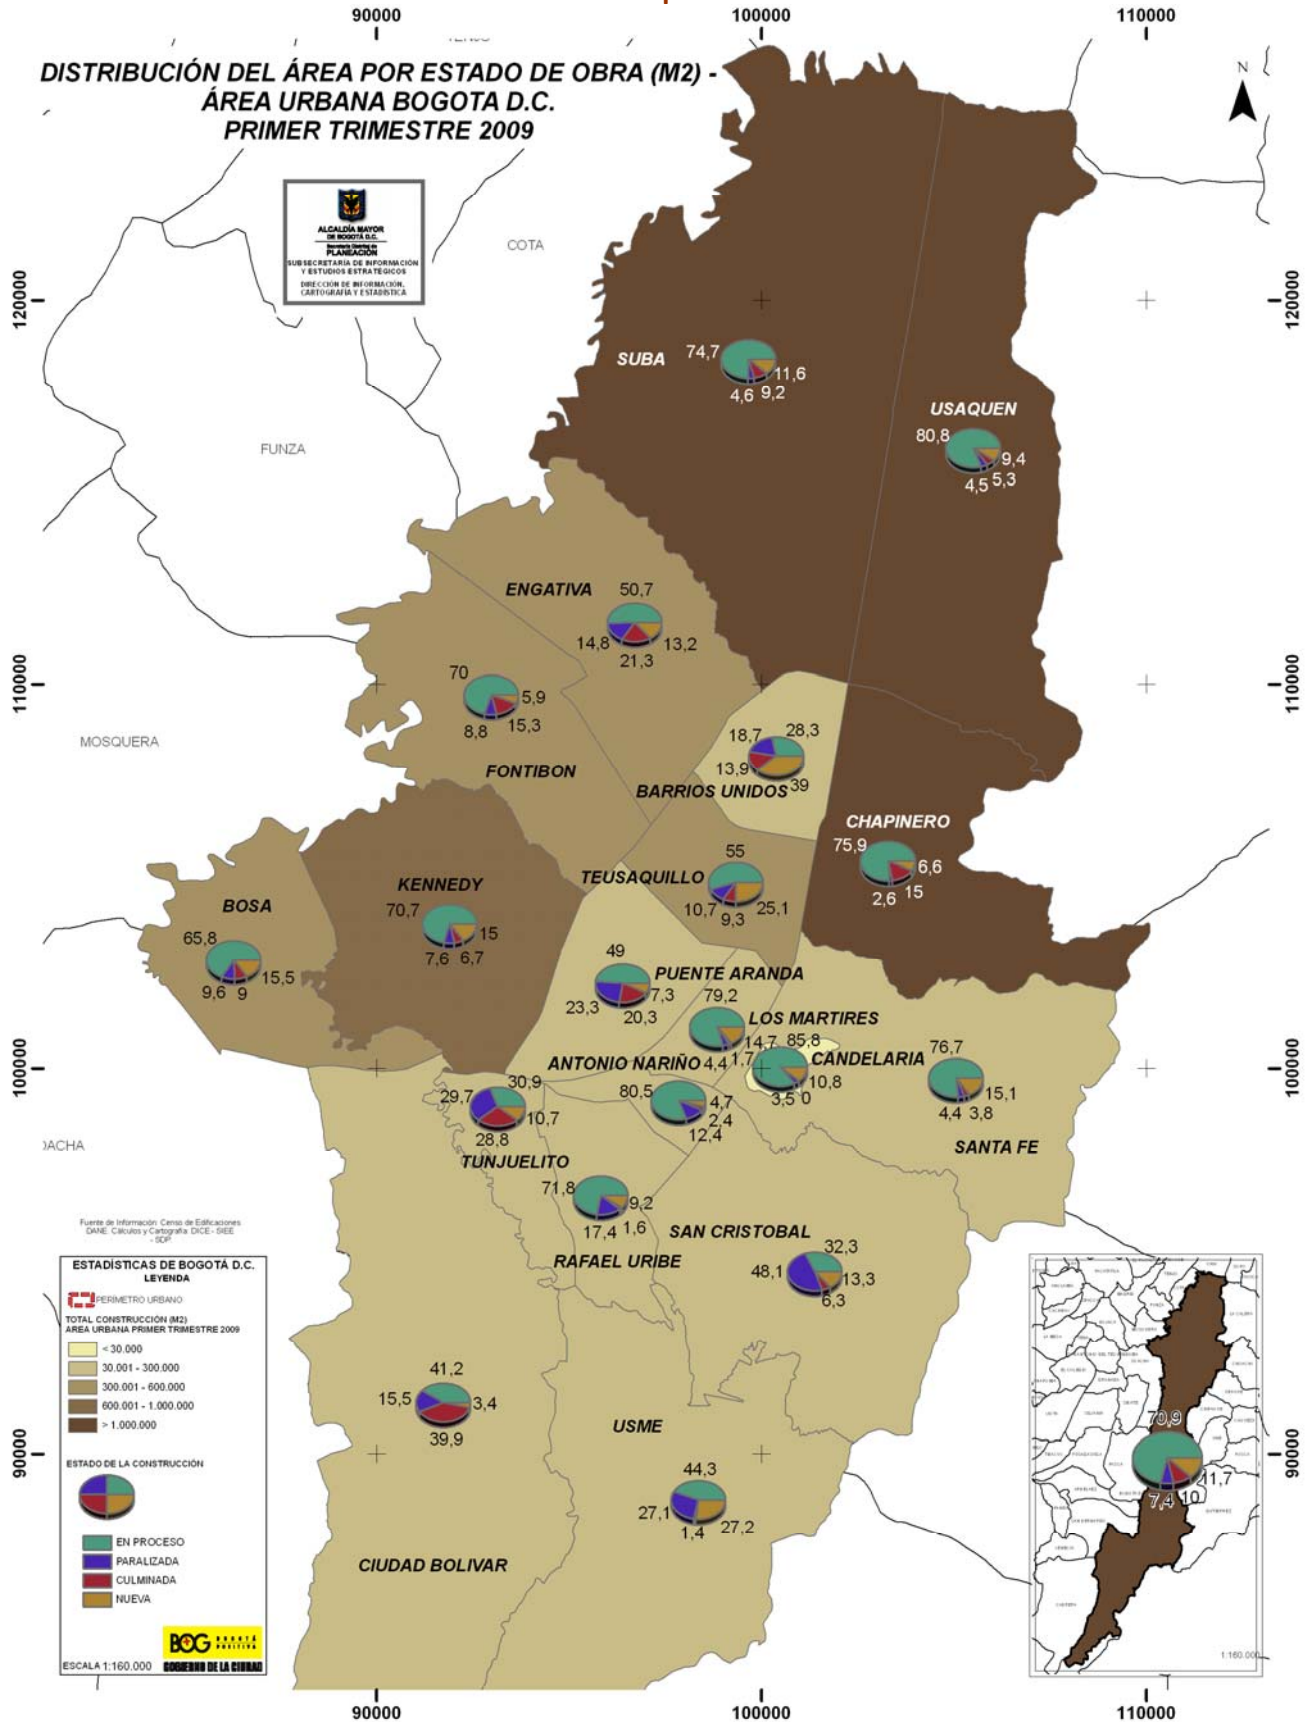 90000
100000
110000
DISTRIBUCIÓN DEL ÁREA POR ESTADO DE OBRA (M2) -
ÁREA URBANA BOGOTA D.C.
PRIMER TRIMESTRE 2009
N
ALCALDÍA MAYOR
DE BOGOTÁ D.C.
Secretaría Distrital de
PLANEACIÓN
SUBSECRETARÍA DE INFORMACIÓN
Y ESTUDIOS ESTRATÉGICOS
DIRECCIÓN DE INFORMACIÓN,
CARTOGRAFÍA Y ESTADÍSTICA
COTA
120000
120000
SUBA
74,7
11,6
4,6
9,2
USAQUEN
80,8
9,4
4,5
5,3
FUNZA
ENGATIVA
50,7
14,8
13,2
21,3
70
5,9
8,8
15,3
FONTIBON
110000
110000
MOSQUERA
18,7
28,3
13,9
39
BARRIOS UNIDOS
CHAPINERO
75,9
6,6
2,6
15
TEUSAQUILLO
55
10,7
9,3
25,1
KENNEDY
70,7
15
7,6
6,7
BOSA
65,8
15,5
9,6
9
49
PUENTE ARANDA
7,3
23,3
20,3
79,2
LOS MARTIRES
14,7
4,4
1,7
85,8
CANDELARIA
10,8
3,5
0
ANTONIO NARIÑO
80,5
4,7
2,4
12,4
76,7
15,1
4,4
3,8
SANTA FE
100000
100000
29,7
30,9
10,7
28,8
TUNJUELITO
DACHA
71,8
9,2
17,4
1,6
RAFAEL URIBE
SAN CRISTOBAL
32,3
48,1
13,3
6,3
Fuente de Información: Censo de Edificaciones
DANE. Cálculos y Cartografía: DICE - SIEE
- SDP.
ESTADÍSTICAS DE BOGOTÁ D.C.
LEYENDA
PERÍMETRO URBANO
TOTAL CONSTRUCCIÓN (M2)
AREA URBANA PRIMER TRIMESTRE 2009
< 30.000
30.001 - 300.000
300.001 - 600.000
600.001 - 1.000.000
> 1.000.000
ESTADO DE LA CONSTRUCCIÓN
EN PROCESO
PARALIZADA
CULMINADA
NUEVA
BOG BOGOTÁ
POSITIVA
GOBIERNO DE LA CIUDAD
ESCALA 1:160.000
41,2
15,5
3,4
39,9
CIUDAD BOLIVAR
USME
44,3
27,1
1,4
27,2
90000
90000
70,9
11,7
7,4
10
1:160.000
90000
100000
110000